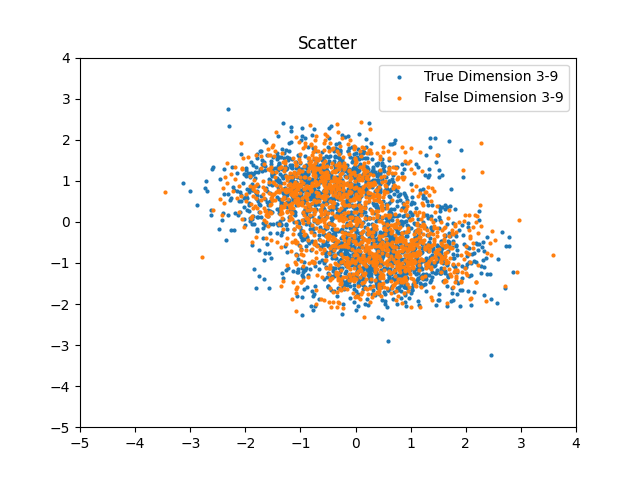 Scatter
True Dimension 3-9
False Dimension 3-9
4
3
2
1
0
−1
−2
−3
−4
−5
−5 −4 −3 −2 −1 0 1 2 3 4